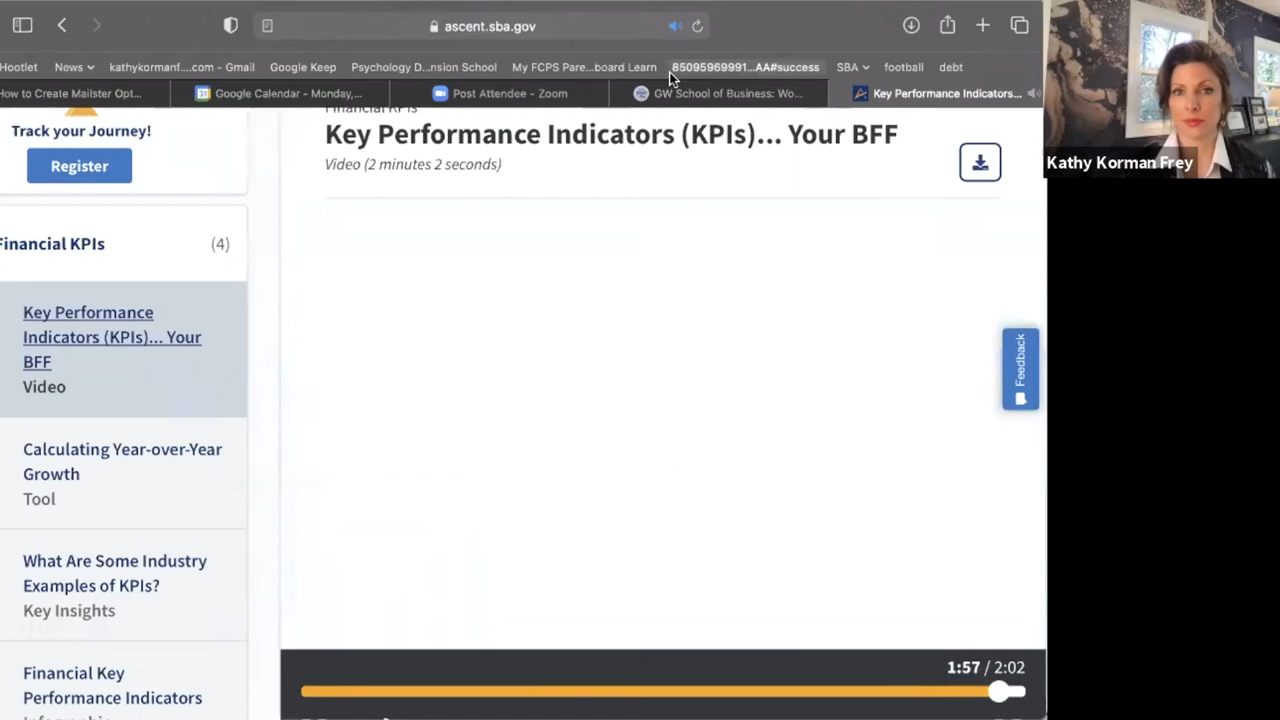 ascent.sba.gov
Hootlet
News
kathykormanf....com - Gmail
Google Keep
Psychology D...nsion School
My FCPS Pare...board Learn
85095969991...AA#success
SBA
football
debt
How to Create Mailster Opt...
31
Google Calendar - Monday,...
Post Attendee - Zoom
GW School of Business: Wo...
Key Performance Indicators...
Track your Journey!
Register
Financial KPIs
(4)
Key Performance
Indicators (KPIs)... Your
BFF
Video
Calculating Year-over-Year
Growth
Tool
What Are Some Industry
Examples of KPIs?
Key Insights
Financial Key
Performance Indicators
Infographic
Financial KPIs
Key Performance Indicators (KPIs)... Your BFF
Video (2 minutes 2 seconds)
Feedback
1:57 / 2:02
Kathy Korman Frey